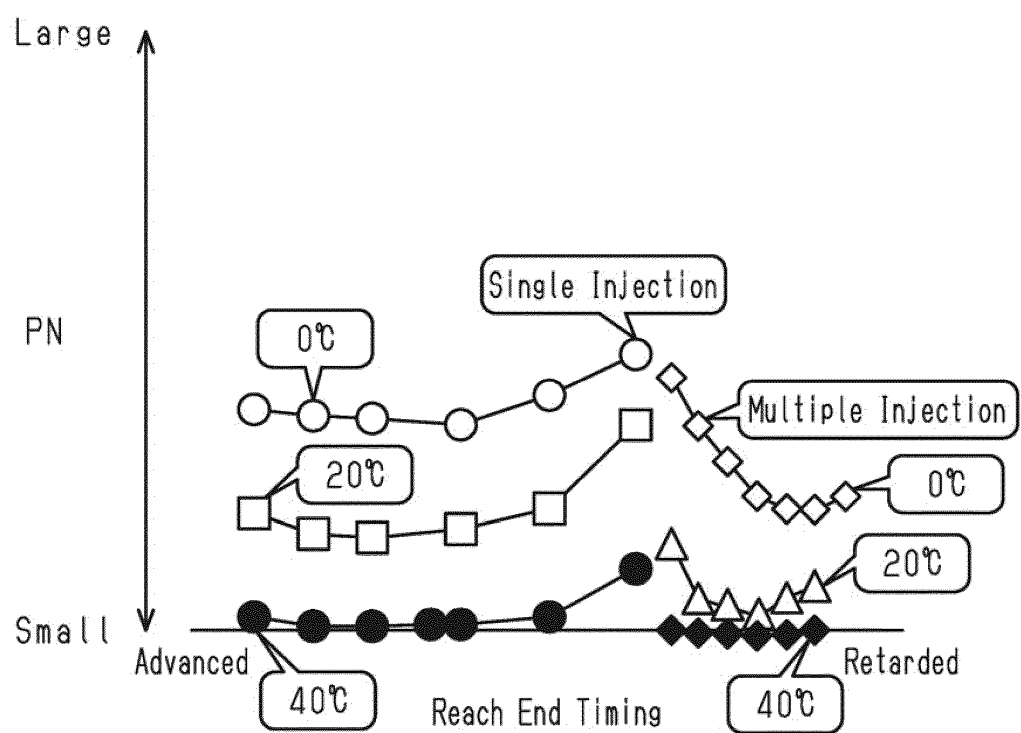 Large
Single Injection
0℃
PN
Multiple Injection
20℃
0℃
20℃
Small
Advanced
Retarded
40℃
40℃
Reach End Timing